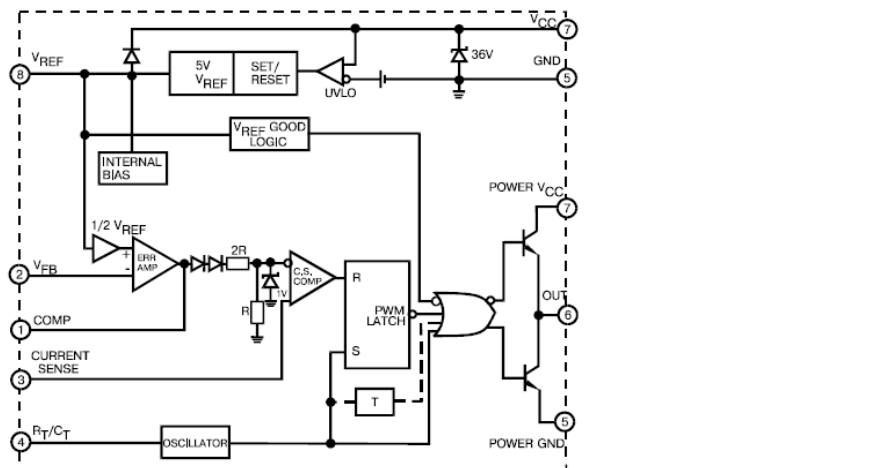 VCC
7
VREF
8
5V
VREF
SET/
RESET
36V
GND
5
UVLO
VREF GOOD
LOGIC
INTERNAL
BIAS
POWER VCC
7
1/2 VREF
+
ERR
AMP
-
2R
C.S.
COMP
1V
R
VFB
2
R
PWM
LATCH
S
OUT
6
COMP
1
CURRENT
SENSE
3
T
RT/CT
4
OSCILLATOR
5
POWER GND